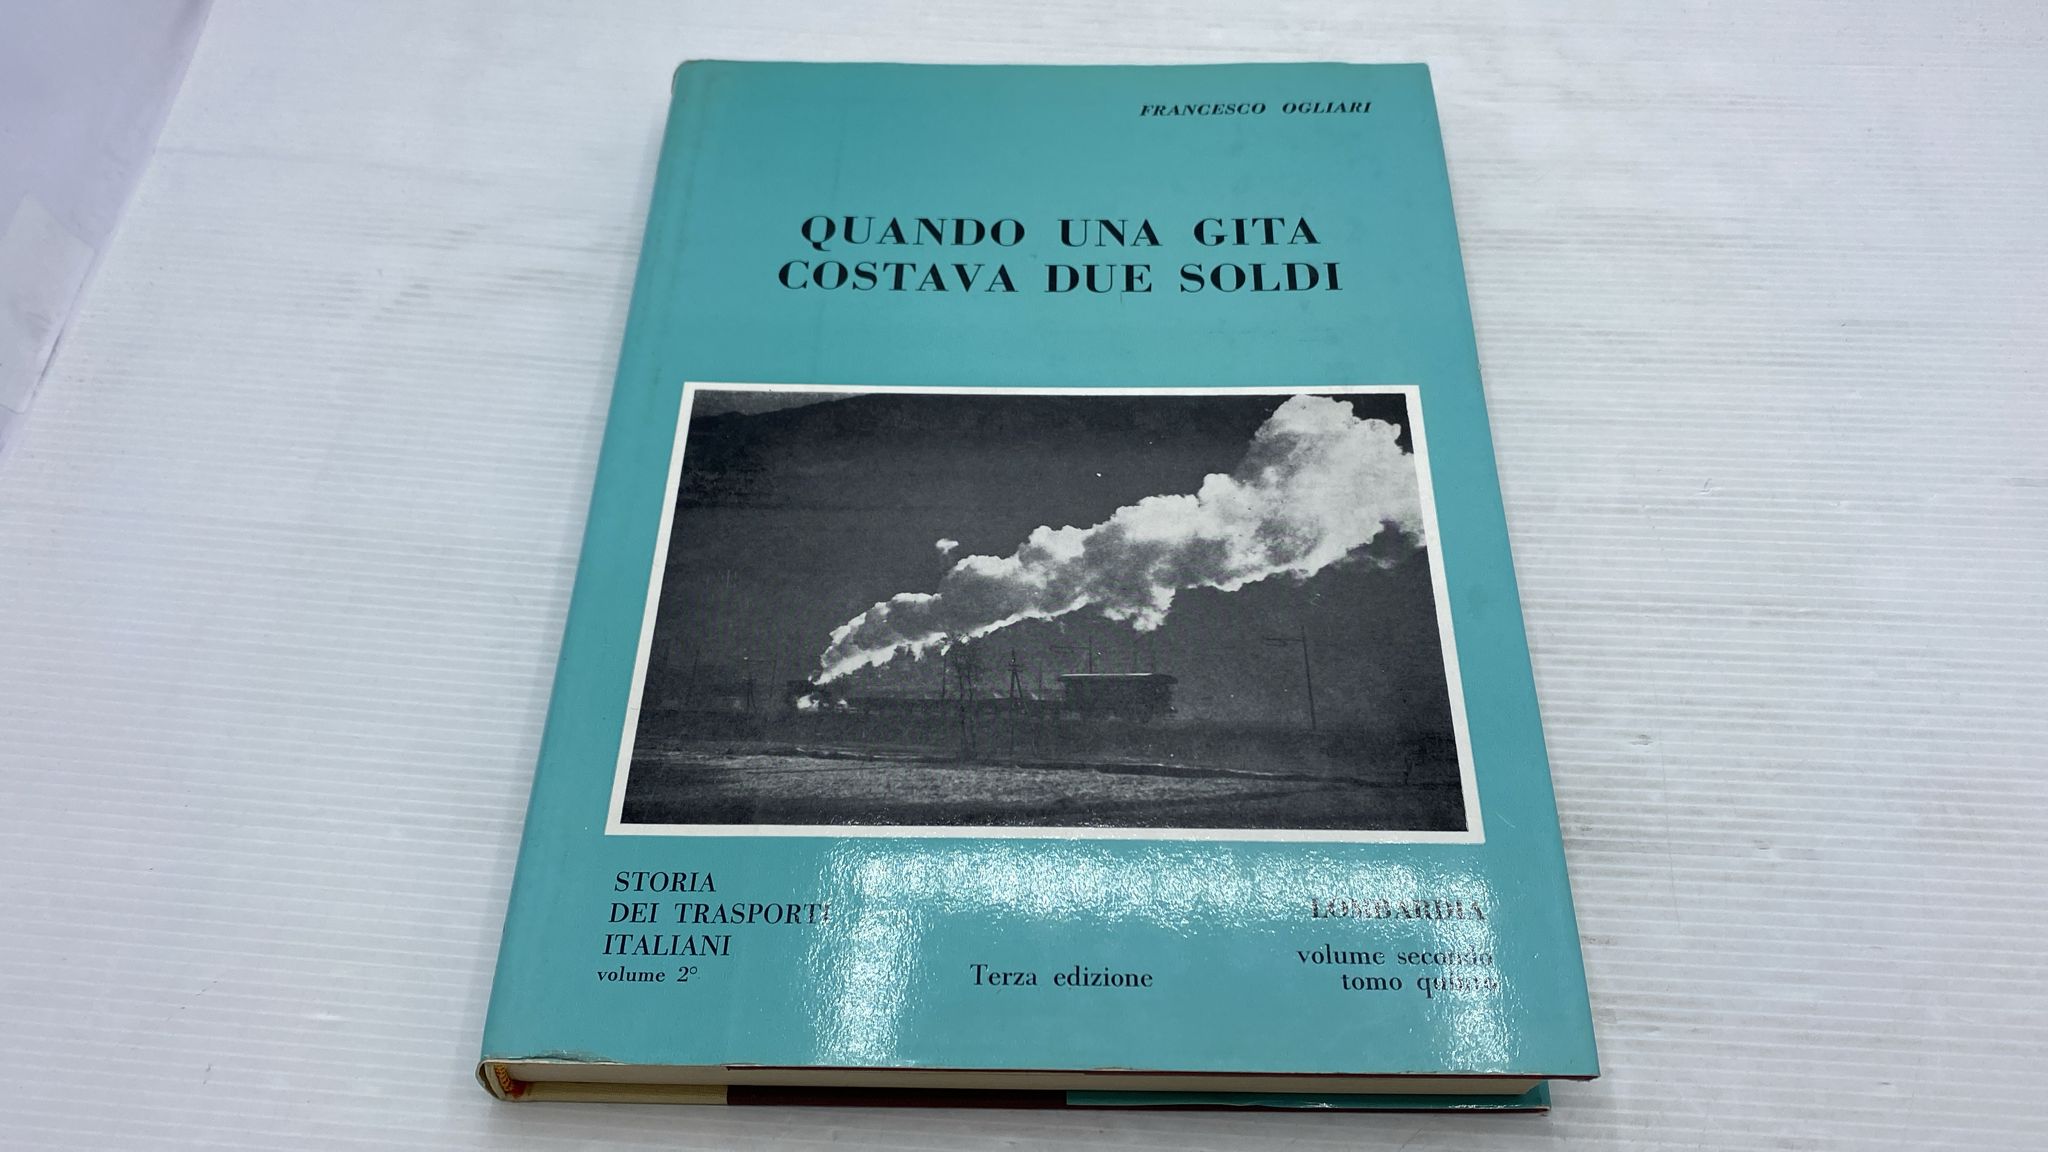 FRANCESCO OGLIARI
QUANDO UNA GITA
COSTAVA DUE SOLDI
STORIA
DEI TRASPORTI
ITALIANI
volume 2°
Terza edizione
LOMBARDIA
volume secondo
tomo quinto